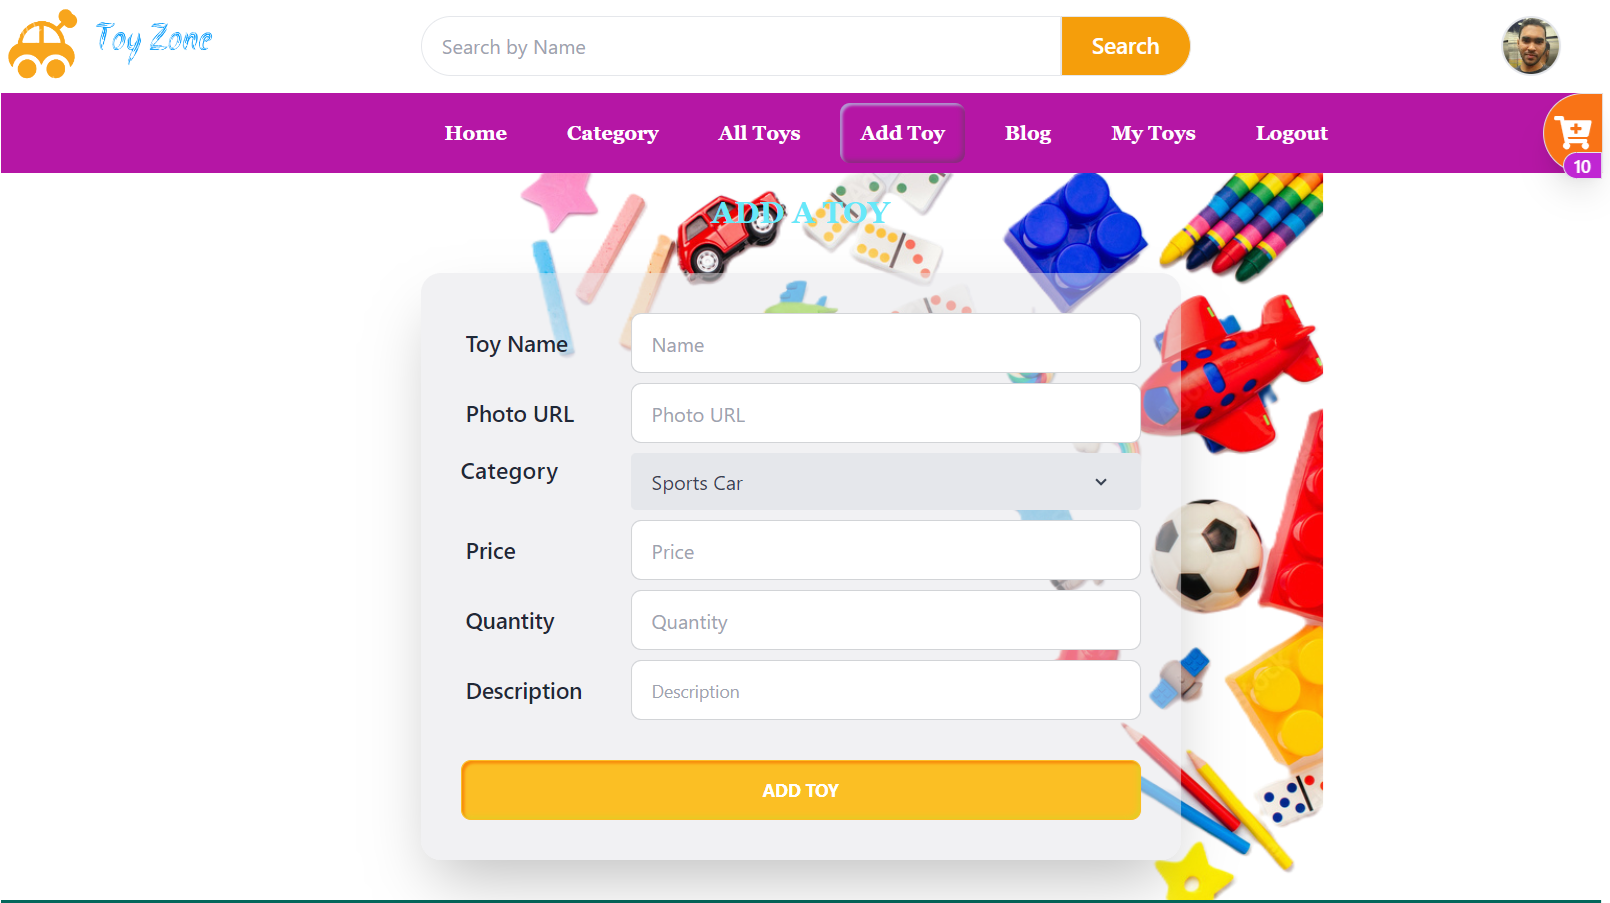 Toy Zone
Search by Name
Search
Home
Category
All Toys
Add Toy
Blog
My Toys
Logout
10
ADD A TOY
Toy Name
Name
Photo URL
Photo URL
Category
Sports Car
Price
Price
Quantity
Quantity
Description
Description
ADD TOY